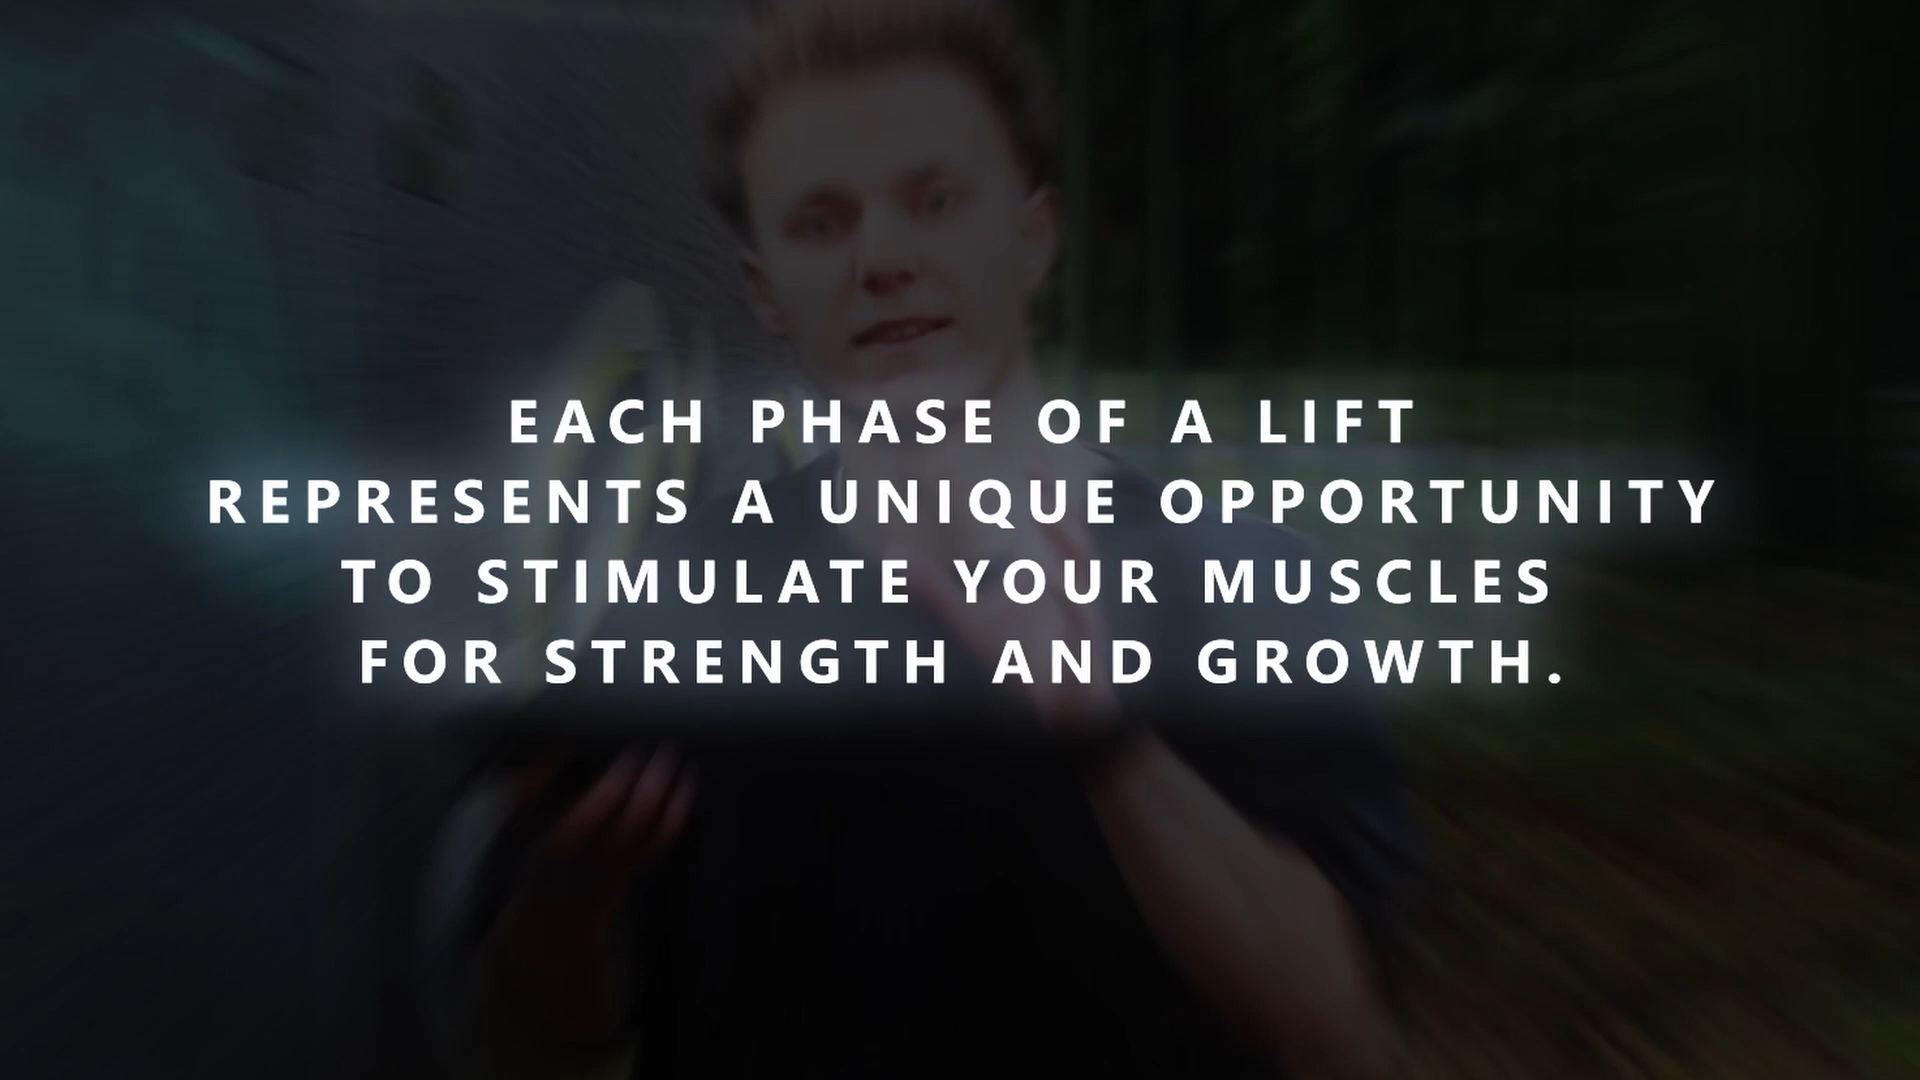 EACH PHASE OF A LIFT
REPRESENTS A UNIQUE OPPORTUNITY
TO STIMULATE YOUR MUSCLES
FOR STRENGTH AND GROWTH.